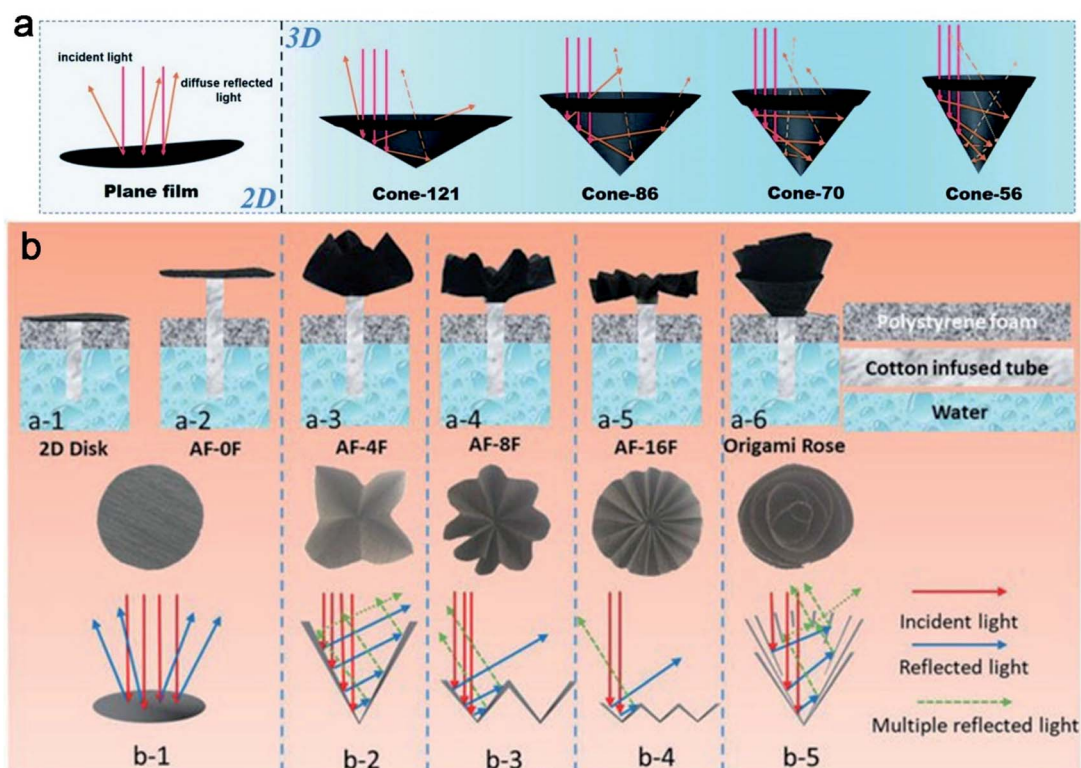 a
3D
incident light
diffuse reflected
light
Plane film
2D
Cone-121
Cone-86
Cone-70
Cone-56
b
Polystyrene foam
Cotton infused tube
Water
a-1
a-2
a-3
a-4
a-5
a-6
2D Disk
AF-0F
AF-4F
AF-8F
AF-16F
Origami Rose
Incident light
Reflected light
Multiple reflected light
b-1
b-2
b-3
b-4
b-5